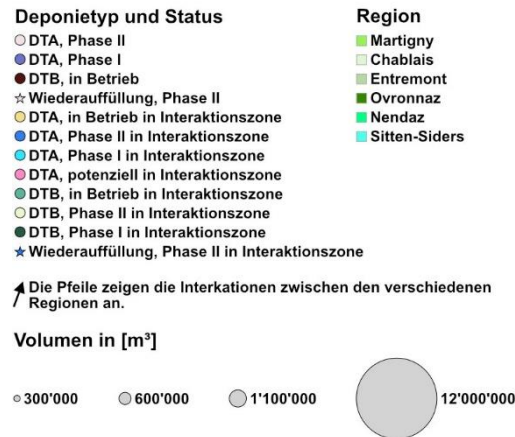 Deponietyp und Status
DTA, Phase II
DTA, Phase I
DTB, in Betrieb
Wiederauffüllung, Phase II
DTA, in Betrieb in Interaktionszone
DTA, Phase II in Interaktionszone
DTA, Phase I in Interaktionszone
DTA, potenziell in Interaktionszone
DTB, in Betrieb in Interaktionszone
DTB, Phase II in Interaktionszone
DTB, Phase I in Interaktionszone
Wiederauffüllung, Phase II in Interaktionszone
Region
Martigny
Chablais
Entremont
Ovronnaz
Nendaz
Sitten-Siders
Die Pfeile zeigen die Interkationen zwischen den verschiedenen
Regionen an.
Volumen in [m³]
300'000 600'000 1'100'000 12'000'000